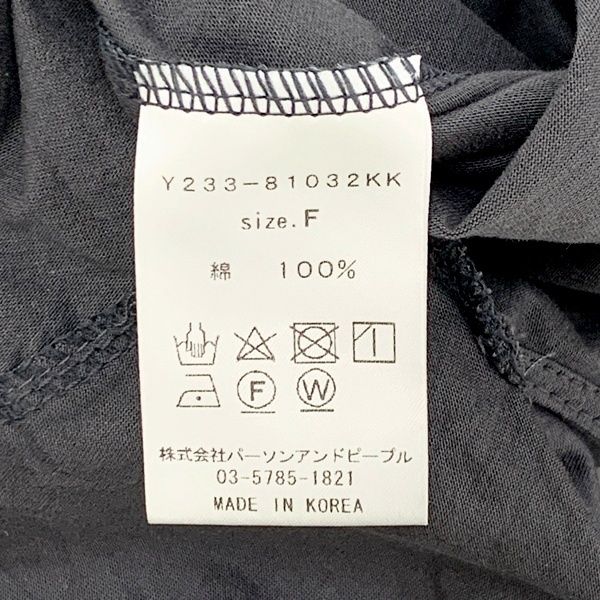 Y233-81032KK
size.F
綿 100%
F W
株式会社パーソンアンドピープル
03-5785-1821
MADE IN KOREA